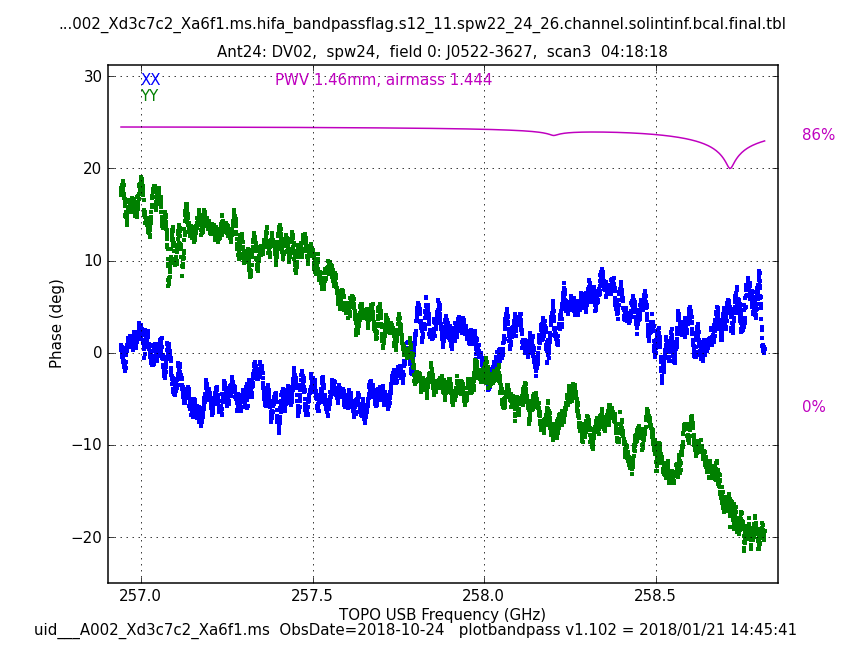 ...002_Xd3c7c2_Xa6f1.ms.hifa_bandpassflag.s12_11.spw22_24_26.channel.solintinf.bcal.final.tbl
Ant24: DV02,  spw24,  field 0: J0522-3627,  scan3  04:18:18
XX
YY
PWV 1.46mm, airmass 1.444
86%
0%
30
20
10
0
−10
−20
Phase (deg)
257.0
257.5
258.0
258.5
TOPO USB Frequency (GHz)
uid___A002_Xd3c7c2_Xa6f1.ms  ObsDate=2018-10-24   plotbandpass v1.102 = 2018/01/21 14:45:41